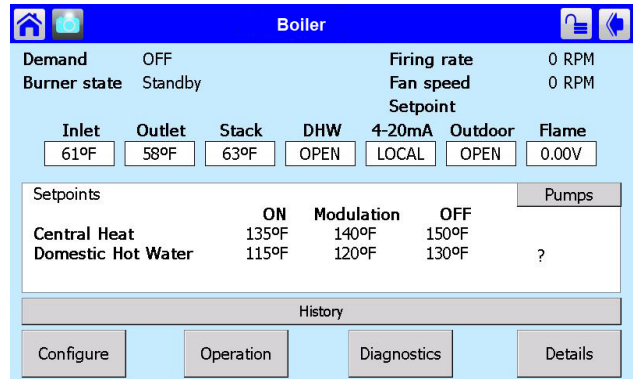 Boiler
Demand OFF Firing rate 0 RPM
Burner state Standby Fan speed 0 RPM
Setpoint
Inlet Outlet Stack DHW 4-20mA Outdoor Flame
61ºF 58ºF 63ºF OPEN LOCAL OPEN 0.00V
Setpoints Pumps
ON Modulation OFF
Central Heat 135ºF 140ºF 150ºF
Domestic Hot Water 115ºF 120ºF 130ºF ?
History
Configure Operation Diagnostics Details